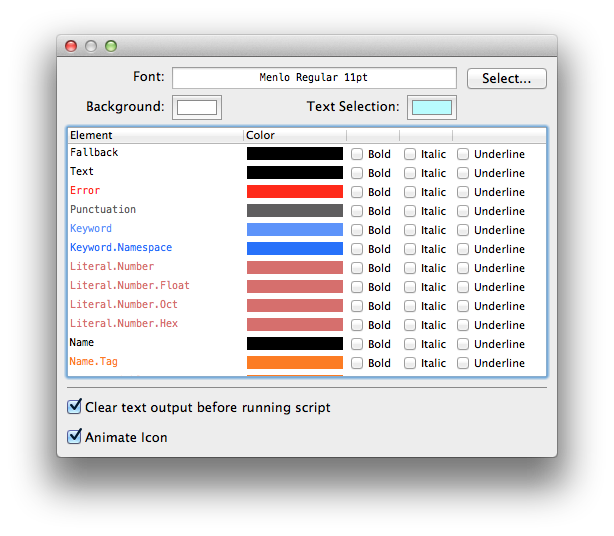 Font: Menlo Regular 11pt Select...
Background: Text Selection:
Element Color
Fallback Bold Italic Underline
Text Bold Italic Underline
Error Bold Italic Underline
Punctuation Bold Italic Underline
Keyword Bold Italic Underline
Keyword.Namespace Bold Italic Underline
Literal.Number Bold Italic Underline
Literal.Number.Float Bold Italic Underline
Literal.Number.Oct Bold Italic Underline
Literal.Number.Hex Bold Italic Underline
Name Bold Italic Underline
Name.Tag Bold Italic Underline
Clear text output before running script
Animate Icon